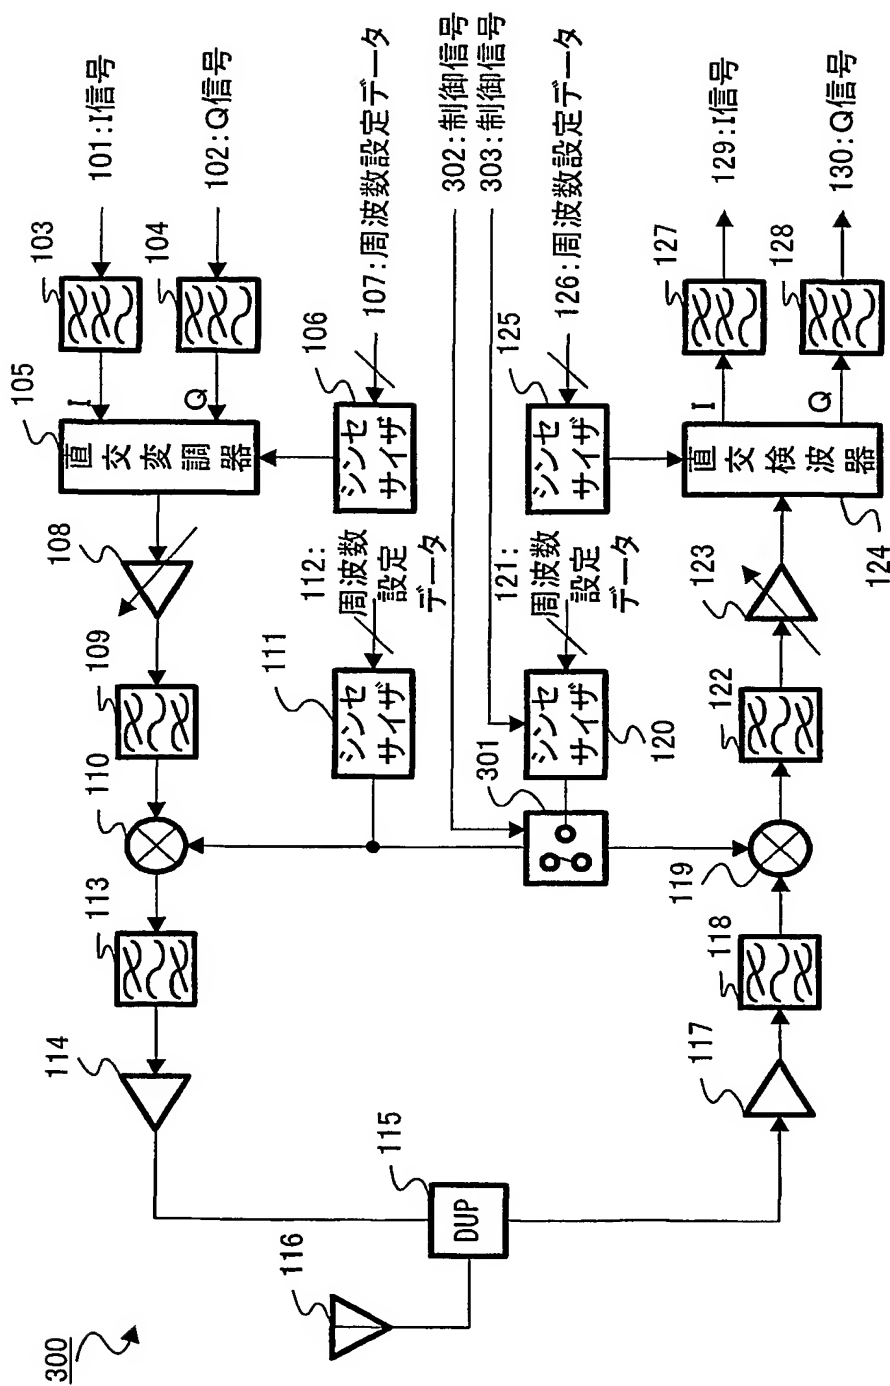 300
116
115
DUP
114
113
110
109
108
105
直交変調器
I
Q
103
104
101:I信号
102:Q信号
111
シンセ
サイザ
112:
周波数
設定
データ
106
シンセ
サイザ
107:周波数設定データ
302:制御信号
303:制御信号
301
120
シンセ
サイザ
121:
周波数
設定
データ
125
シンセ
サイザ
126:周波数設定データ
117
118
119
122
123
124
直交検波器
I
Q
127
128
129:I信号
130:Q信号